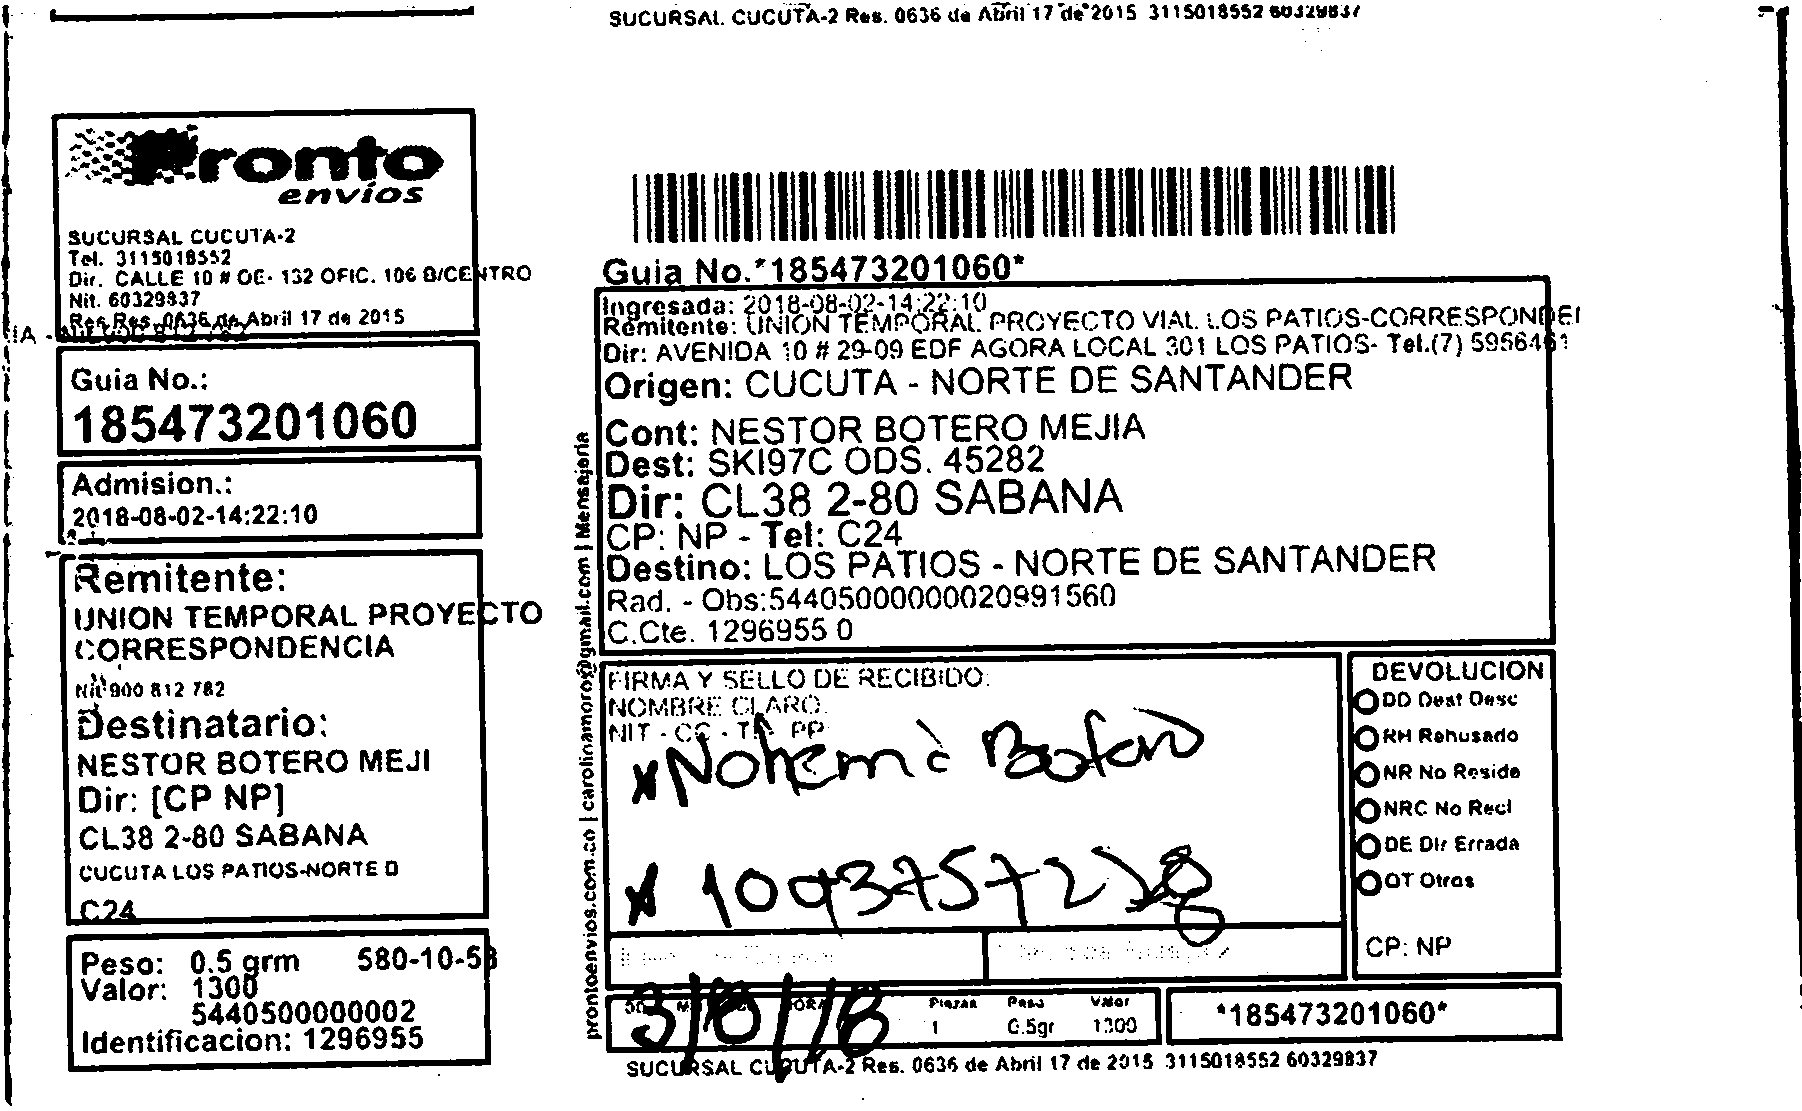 SUCURSAL CUCUTA-2 Res. 0636 de Abril 17 de 2015 3115018552 60329837
Pronto
envíos
SUCURSAL CUCUTA-2
Tel. 3115018552
Dir. CALLE 10 # OE- 132 OFIC. 106 B/CENTRO
Nit. 60329837
Res Res. 0636 de Abril 17 de 2015
Guia No.:
185473201060
Admision.:
2018-08-02-14:22:10
Remitente:
UNION TEMPORAL PROYECTO
CORRESPONDENCIA
Nit 900 812 782
Destinatario:
NESTOR BOTERO MEJI
Dir: [CP NP]
CL38 2-80 SABANA
CUCUTA LOS PATIOS-NORTE D
C24
Peso: 0.5 grm 580-10-58
Valor: 1300
5440500000002
Identificacion: 1296955
prontoenvios.com.co | carolinamoro@gmail.com | Mensajeria
Guia No.*185473201060*
Ingresada: 2018-08-02-14:22:10
Remitente: UNION TEMPORAL PROYECTO VIAL LOS PATIOS-CORRESPONDEI
Dir: AVENIDA 10 # 29-09 EDF AGORA LOCAL 301 LOS PATIOS- Tel.(7) 5956461
Origen: CUCUTA - NORTE DE SANTANDER
Cont: NESTOR BOTERO MEJIA
Dest: SKI97C ODS. 45282
Dir: CL38 2-80 SABANA
CP: NP - Tel: C24
Destino: LOS PATIOS - NORTE DE SANTANDER
Rad. - Obs:54405000000020991560
C.Cte. 1296955 0
FIRMA Y SELLO DE RECIBIDO:
NOMBRE CLARO:
NIT - CC - TI - PP
x Nohemi Botero
x 1093757228
DEVOLUCION
DD Dest Desc
RH Rehusado
NR No Reside
NRC No Recl
DE Dir Errada
OT Otros
CP: NP
3/8/18
HORA
Piezas Peso Valor
1 0.5gr 1300
*185473201060*
SUCURSAL CUCUTA-2 Res. 0636 de Abril 17 de 2015 3115018552 60329837